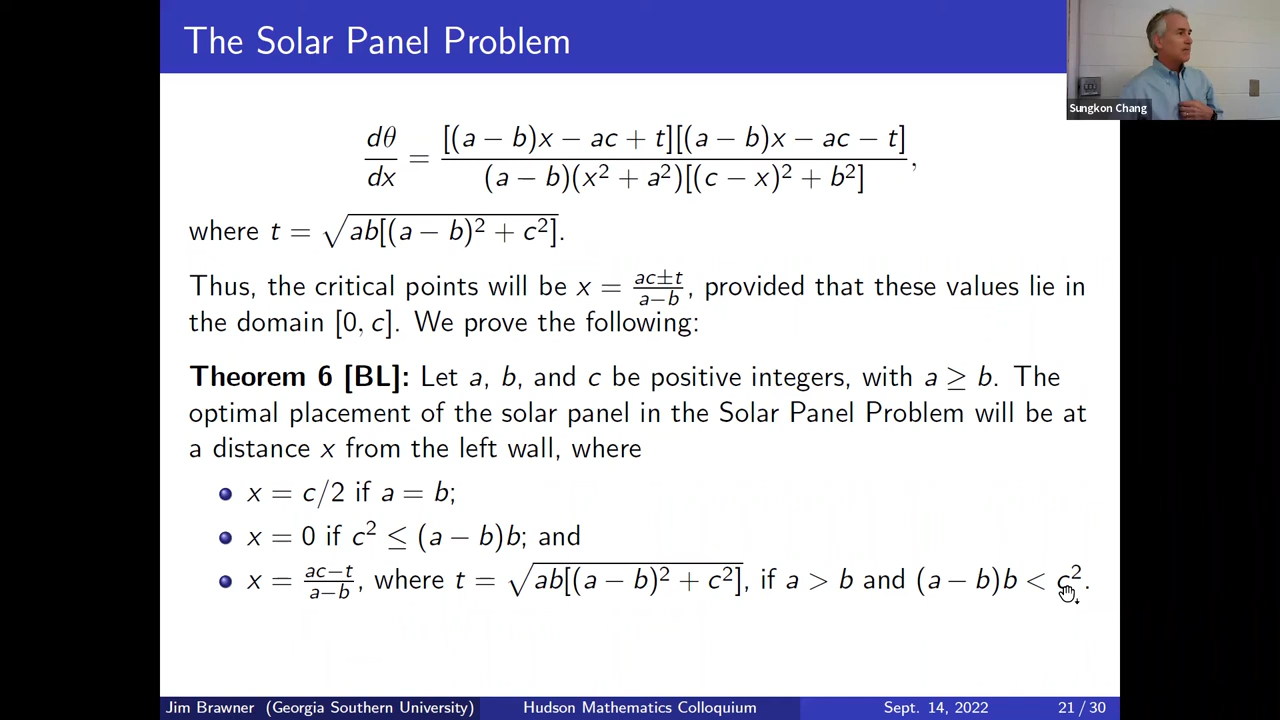 The Solar Panel Problem
Sungkon Chang
dθ/dx = [(a − b)x − ac + t][(a − b)x − ac − t] / (a − b)(x² + a²)[(c − x)² + b²],
where t = √ab[(a − b)² + c²].
Thus, the critical points will be x = ac±t/a−b, provided that these values lie in
the domain [0, c]. We prove the following:
Theorem 6 [BL]: Let a, b, and c be positive integers, with a ≥ b. The
optimal placement of the solar panel in the Solar Panel Problem will be at
a distance x from the left wall, where
x = c/2 if a = b;
x = 0 if c² ≤ (a − b)b; and
x = ac−t/a−b, where t = √ab[(a − b)² + c²], if a > b and (a − b)b < c².
Jim Brawner (Georgia Southern University) Hudson Mathematics Colloquium Sept. 14, 2022 21 / 30